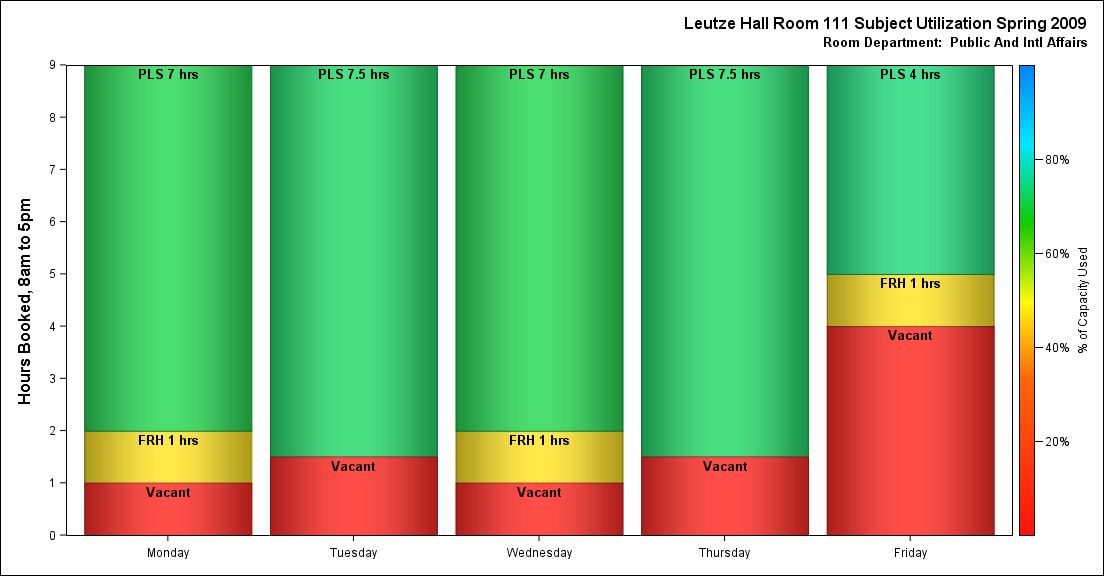 Leutze Hall Room 111 Subject Utilization Spring 2009
Room Department:  Public And Intl Affairs
Hours Booked, 8am to 5pm
9
8
7
6
5
4
3
2
1
0
PLS 7 hrs
FRH 1 hrs
Vacant
PLS 7.5 hrs
Vacant
PLS 7 hrs
FRH 1 hrs
Vacant
PLS 7.5 hrs
Vacant
PLS 4 hrs
FRH 1 hrs
Vacant
Monday
Tuesday
Wednesday
Thursday
Friday
80%
60%
40%
20%
% of Capacity Used